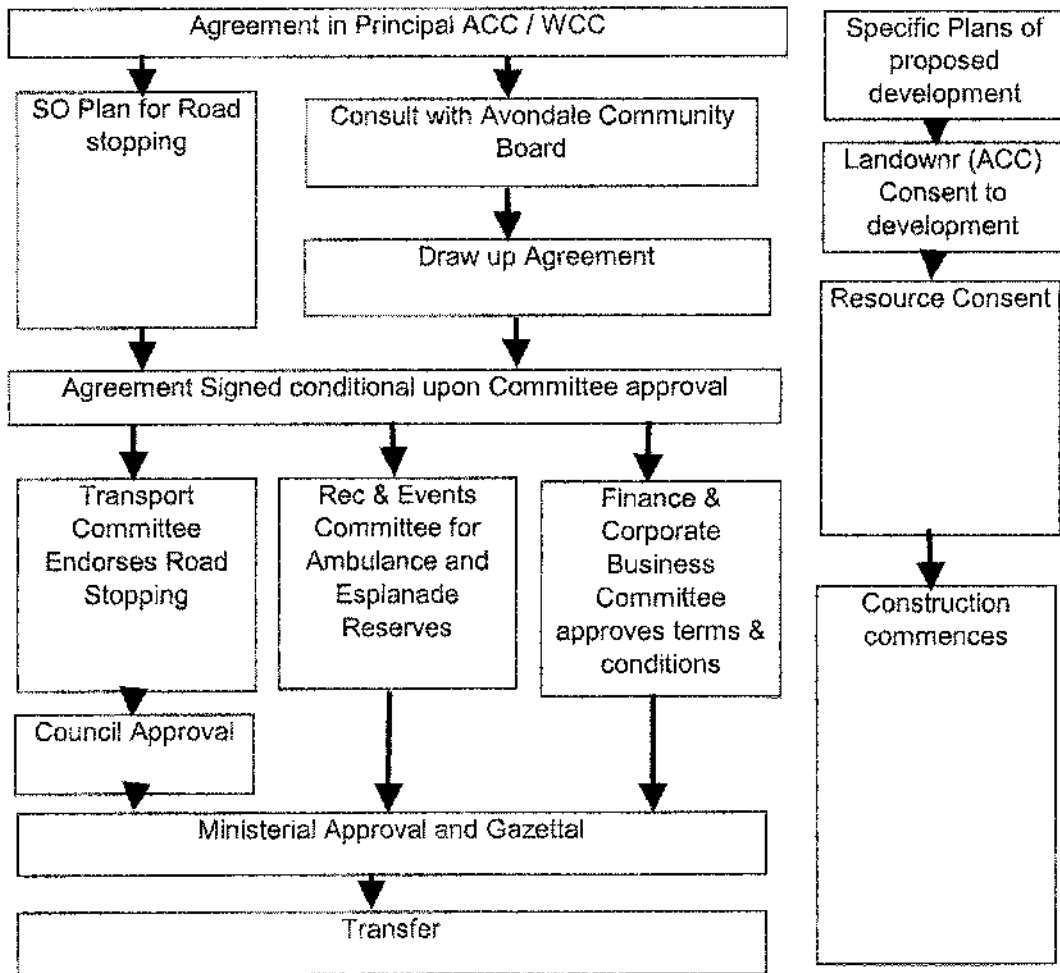 Agreement in Principal ACC / WCC
SO Plan for Road
stopping
Consult with Avondale Community
Board
Draw up Agreement
Agreement Signed conditional upon Committee approval
Transport
Committee
Endorses Road
Stopping
Rec & Events
Committee for
Ambulance and
Esplanade
Reserves
Finance &
Corporate
Business
Committee
approves terms &
conditions
Council Approval
Ministerial Approval and Gazettal
Transfer
Specific Plans of
proposed
development
Landownr (ACC)
Consent to
development
Resource Consent
Construction
commences